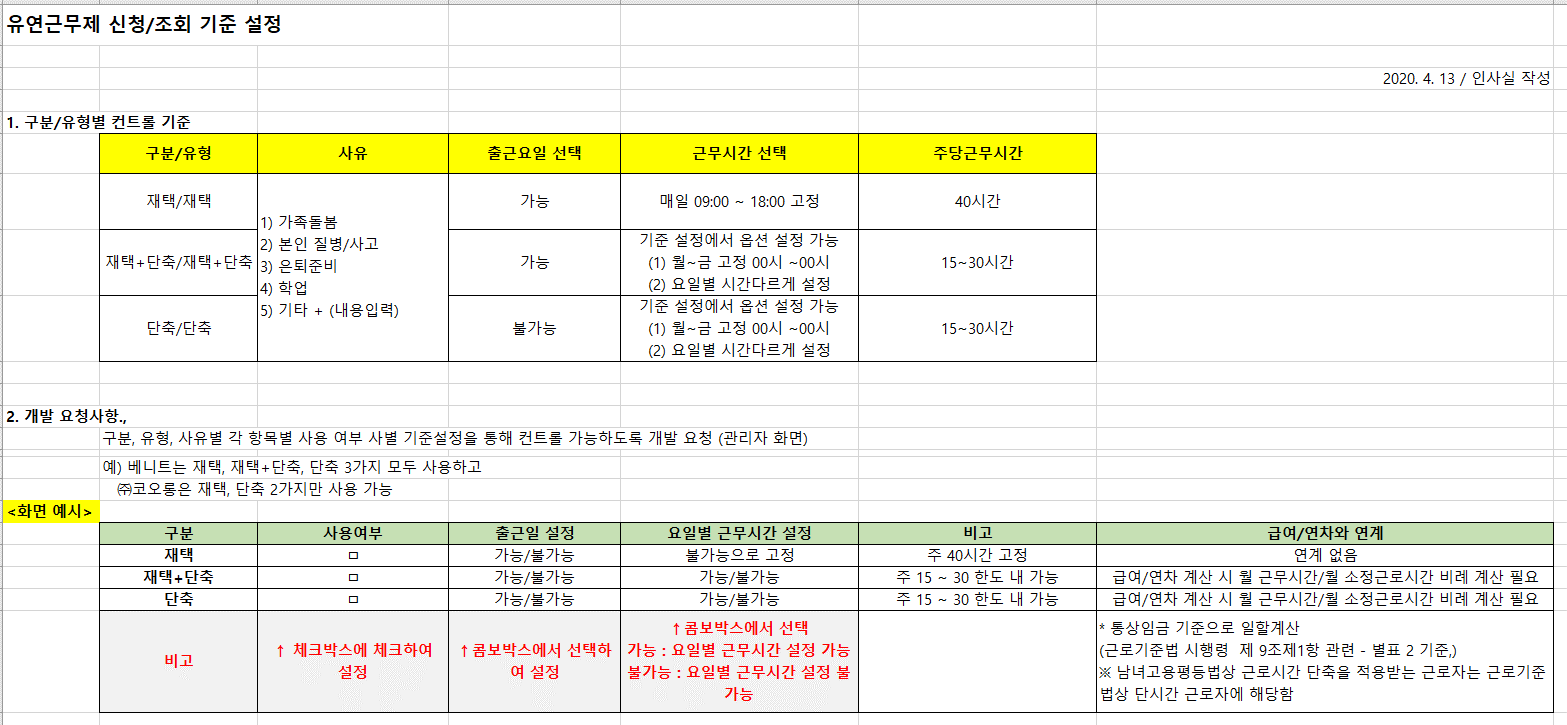 유연근무제 신청/조회 기준 설정
2020. 4. 13 / 인사실 작성
1. 구분/유형별 컨트롤 기준
구분/유형 사유 출근요일 선택 근무시간 선택 주당근무시간
재택/재택 가능 매일 09:00 ~ 18:00 고정 40시간
1) 가족돌봄
2) 본인 질병/사고
3) 은퇴준비
4) 학업
5) 기타 + (내용입력)
재택+단축/재택+단축 가능 15~30시간
기준 설정에서 옵션 설정 가능
(1) 월~금 고정 00시 ~00시
(2) 요일별 시간다르게 설정
단축/단축 불가능 15~30시간
기준 설정에서 옵션 설정 가능
(1) 월~금 고정 00시 ~00시
(2) 요일별 시간다르게 설정
2. 개발 요청사항.,
구분, 유형, 사유별 각 항목별 사용 여부 사별 기준설정을 통해 컨트롤 가능하도록 개발 요청 (관리자 화면)
예) 베니트는 재택, 재택+단축, 단축 3가지 모두 사용하고
㈜코오롱은 재택, 단축 2가지만 사용 가능
<화면 예시>
구분 사용여부 출근일 설정 요일별 근무시간 설정 비고 급여/연차와 연계
재택 ㅁ 가능/불가능 불가능으로 고정 주 40시간 고정 연계 없음
재택+단축 ㅁ 가능/불가능 가능/불가능 주 15 ~ 30 한도 내 가능 급여/연차 계산 시 월 근무시간/월 소정근로시간 비례 계산 필요
단축 ㅁ 가능/불가능 가능/불가능 주 15 ~ 30 한도 내 가능 급여/연차 계산 시 월 근무시간/월 소정근로시간 비례 계산 필요
비고
↑ 체크박스에 체크하여
설정
↑콤보박스에서 선택하
여 설정
↑콤보박스에서 선택
가능 : 요일별 근무시간 설정 가능
불가능 : 요일별 근무시간 설정 불
가능
* 통상임금 기준으로 일할계산
(근로기준법 시행령 제 9조제1항 관련 - 별표 2 기준,)
※ 남녀고용평등법상 근로시간 단축을 적용받는 근로자는 근로기준
법상 단시간 근로자에 해당함